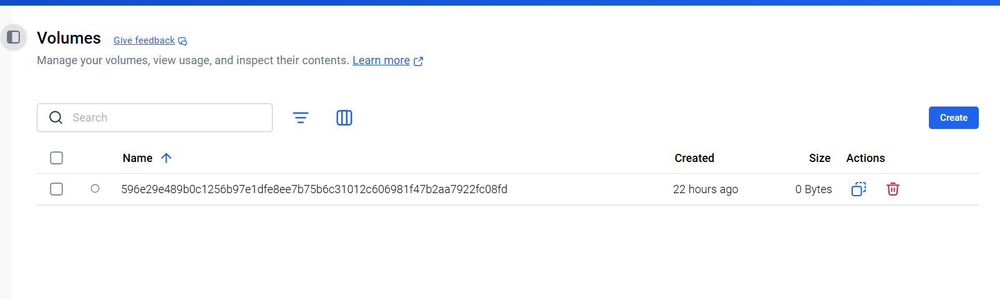 Volumes Give feedback
Manage your volumes, view usage, and inspect their contents. Learn more
Search
Create
Name Created Size Actions
596e29e489b0c1256b97e1dfe8ee7b75b6c31012c606981f47b2aa7922fc08fd 22 hours ago 0 Bytes